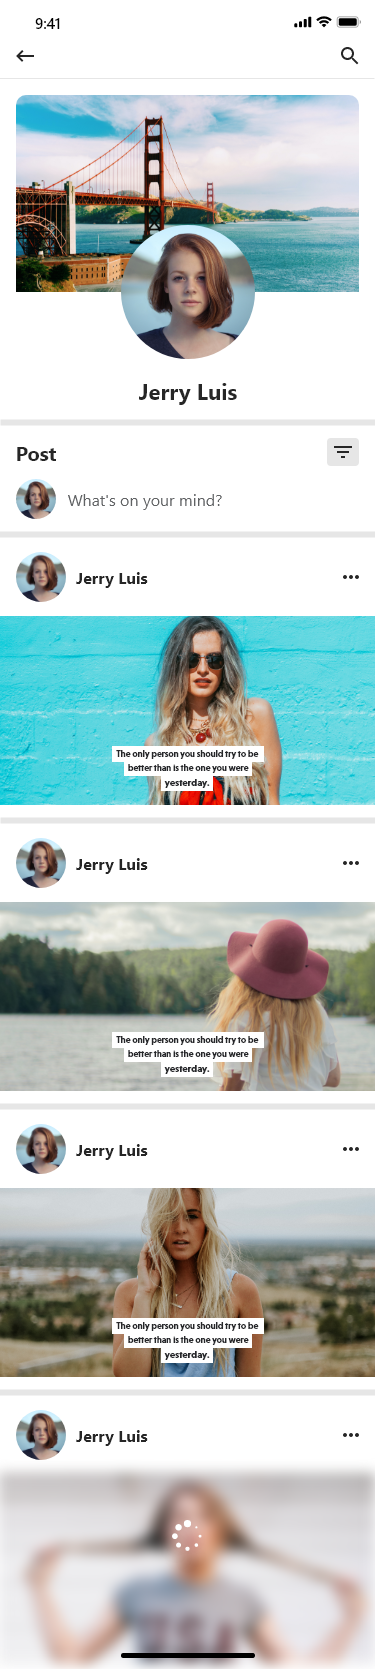 9:41
Jerry Luis
Post
What's on your mind?
Jerry Luis
The only person you should try to be
better than is the one you were
yesterday.
Jerry Luis
The only person you should try to be
better than is the one you were
yesterday.
Jerry Luis
The only person you should try to be
better than is the one you were
yesterday.
Jerry Luis